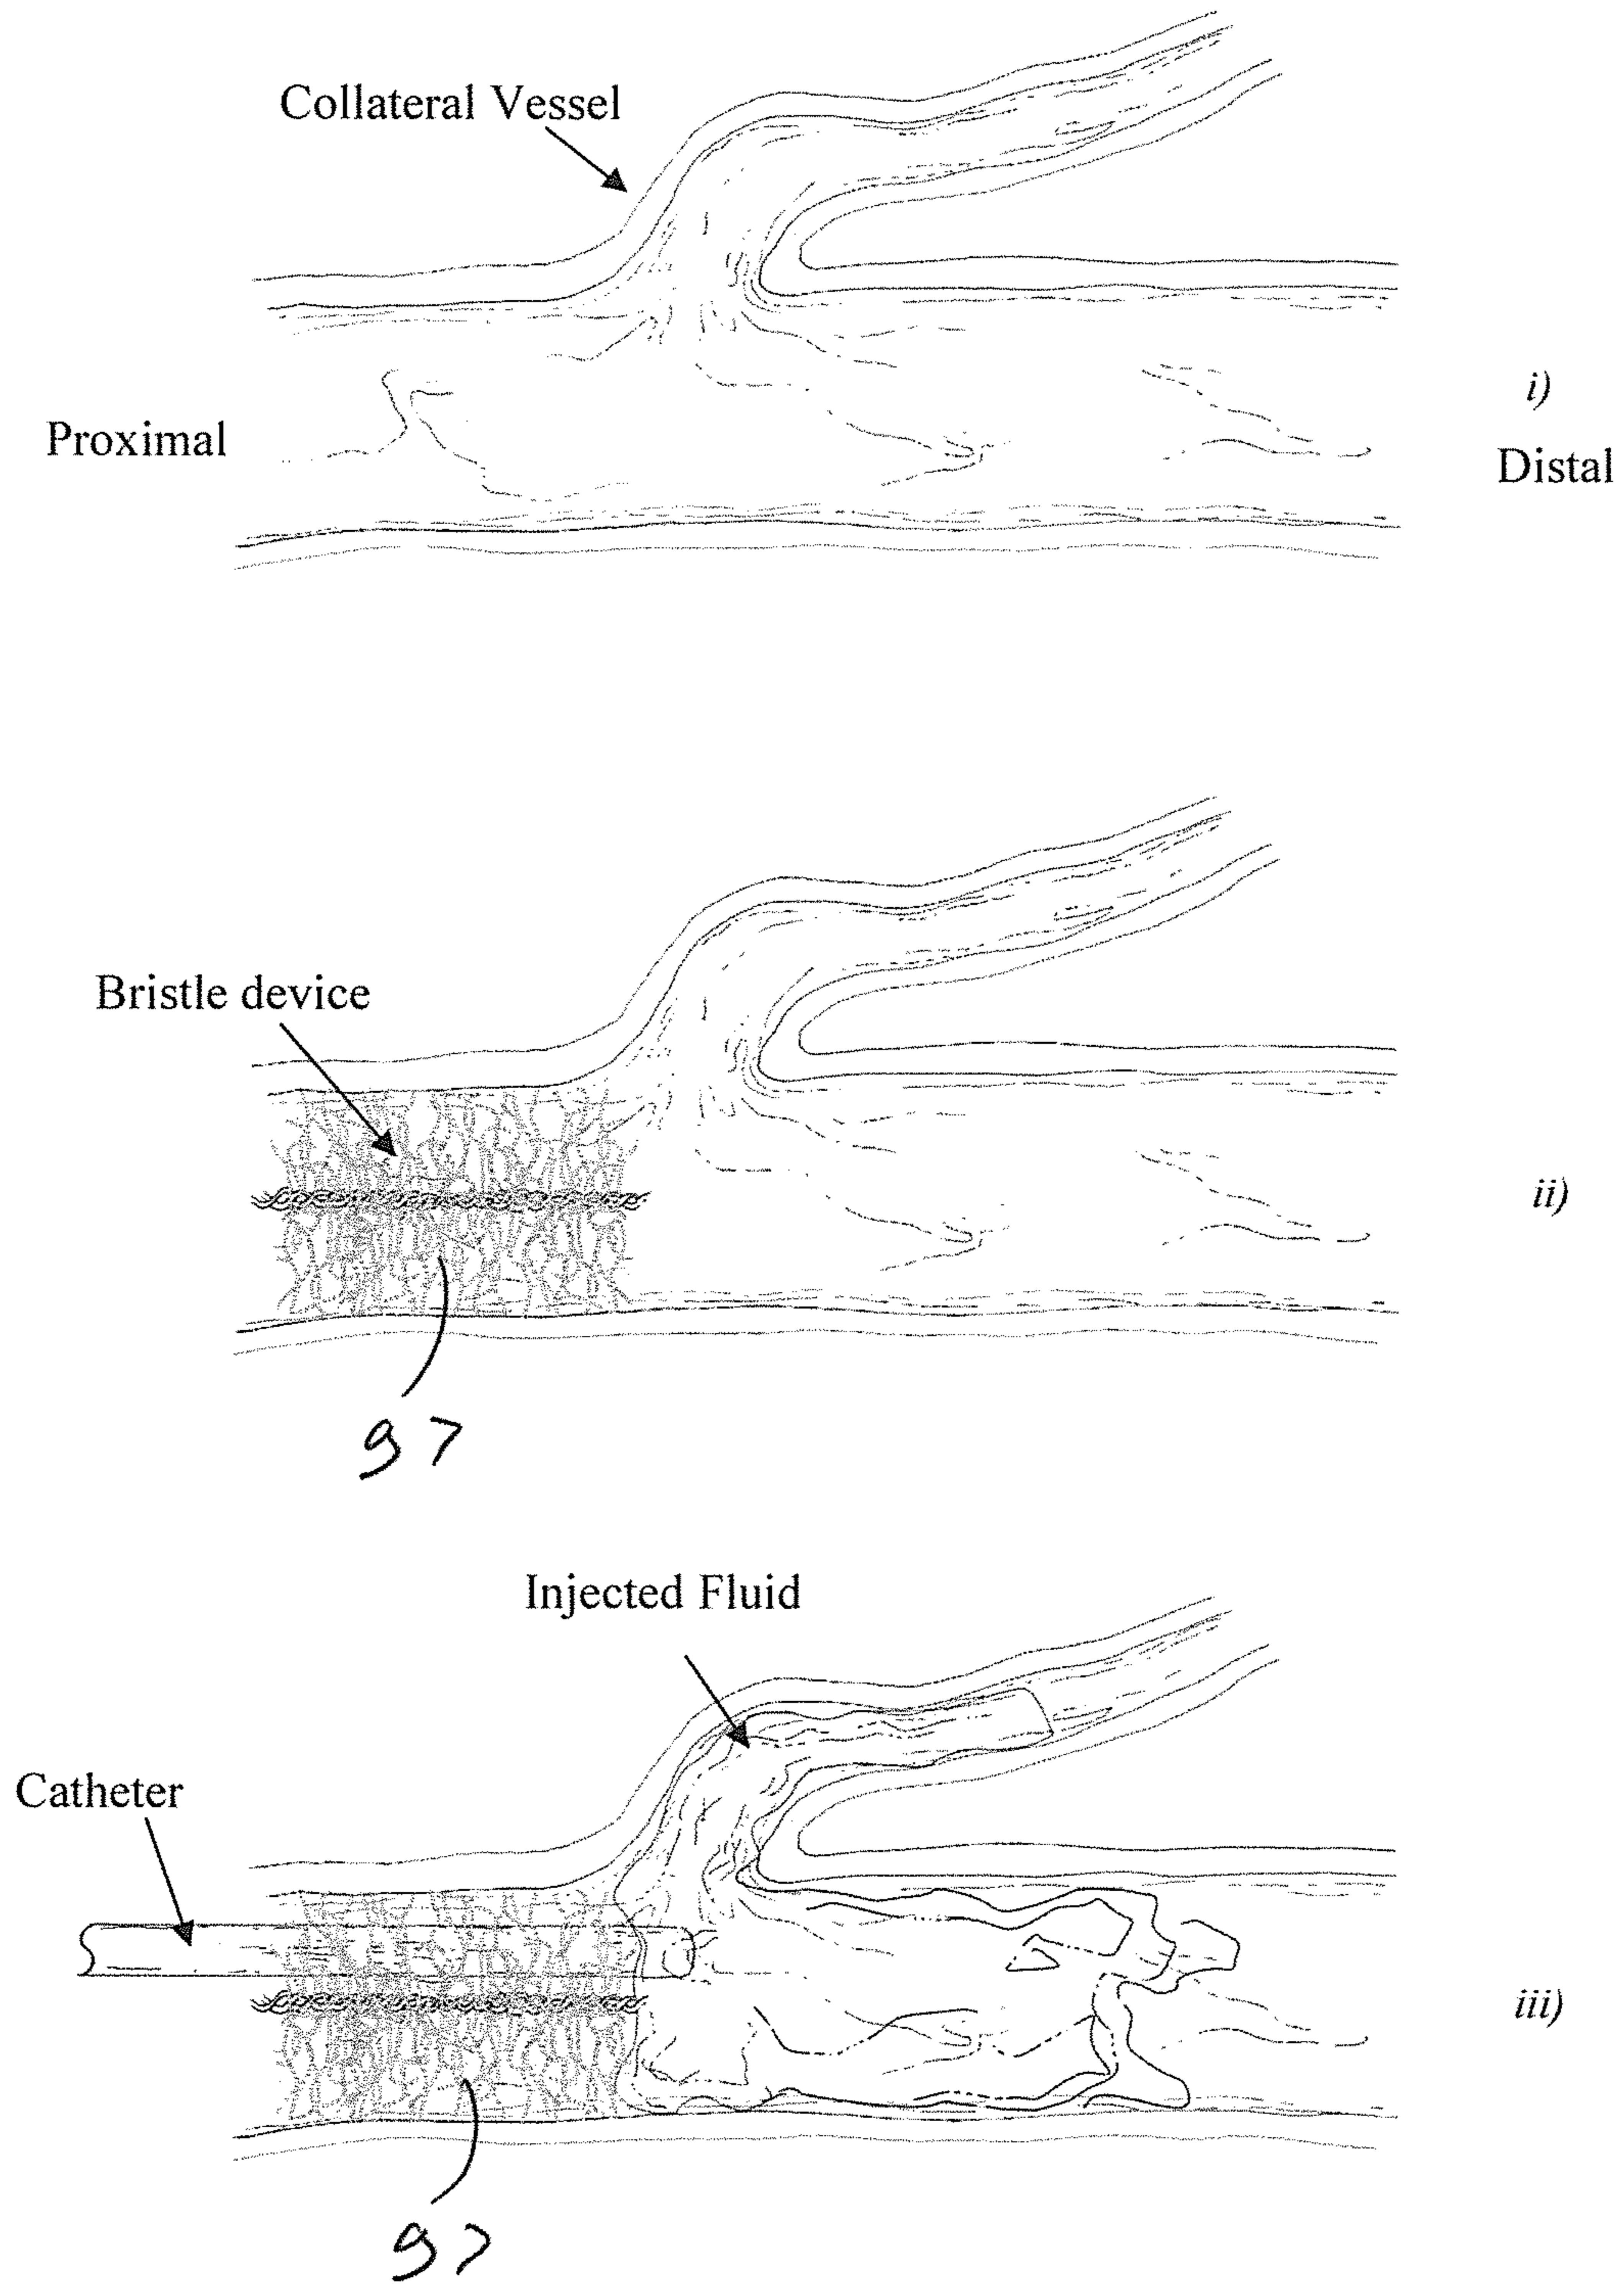 Collateral Vessel
i)
Proximal
Distal
Bristle device
ii)
97
Injected Fluid
Catheter
iii)
97